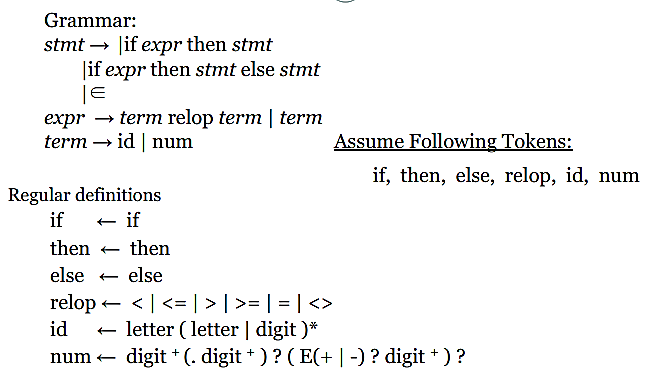 Grammar:
stmt → |if expr then stmt
|if expr then stmt else stmt
|∈
expr → term relop term | term
term → id | num
Assume Following Tokens:
if, then, else, relop, id, num
Regular definitions
if ← if
then ← then
else ← else
relop ← < | <= | > | >= | = | <>
id ← letter ( letter | digit )*
num ← digit + (. digit + ) ? ( E(+ | -) ? digit + ) ?